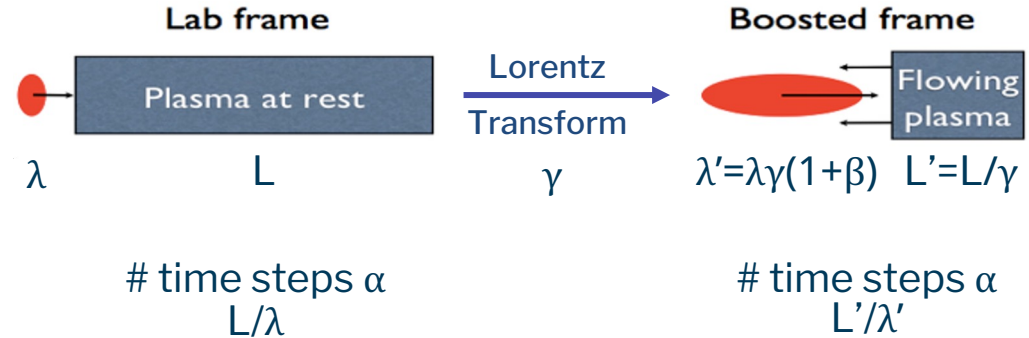 Lab frame
Boosted frame
Plasma at rest
Lorentz
Transform
Flowing
plasma
λ
L
γ
λ′=λγ(1+β)
L’=L/γ
# time steps α
L/λ
# time steps α
L’/λ′